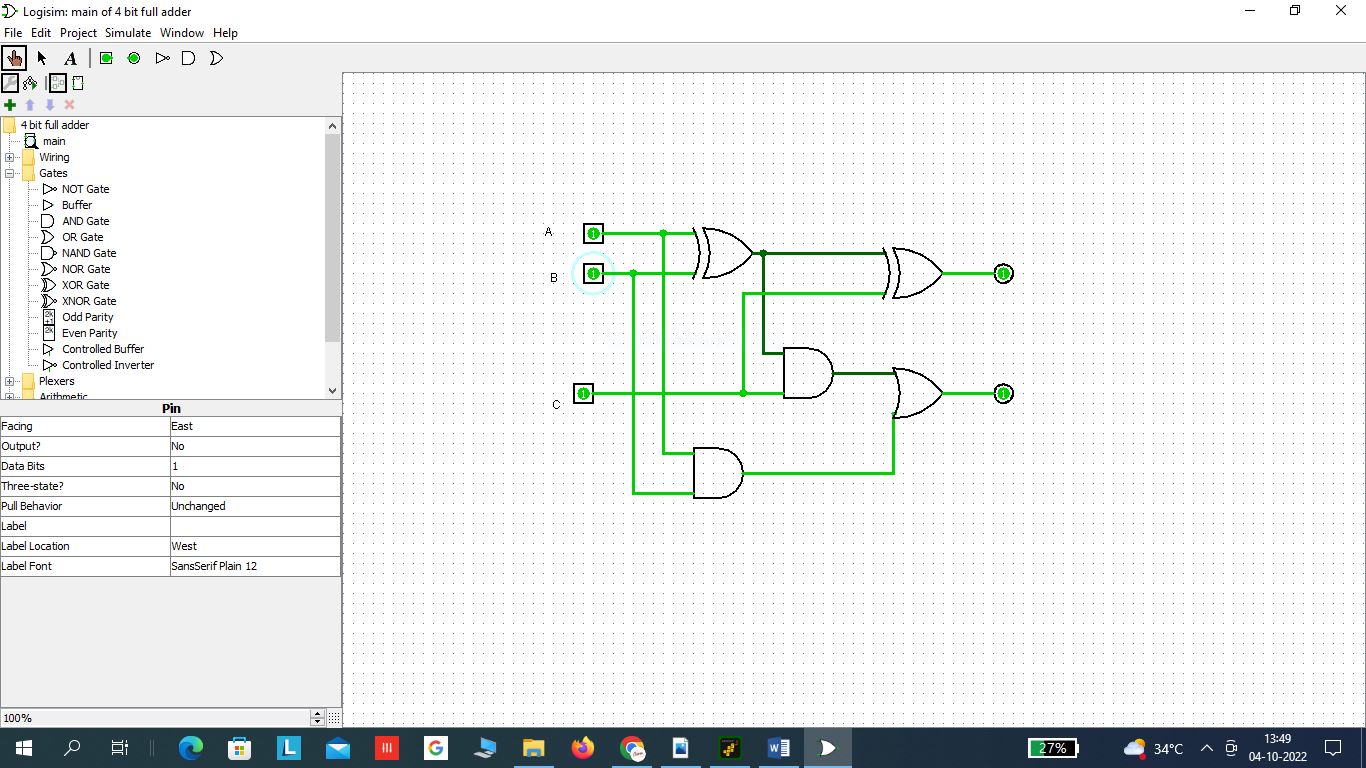 Logisim: main of 4 bit full adder
File Edit Project Simulate Window Help
A
4 bit full adder
main
Wiring
Gates
NOT Gate
Buffer
AND Gate
OR Gate
NAND Gate
NOR Gate
XOR Gate
XNOR Gate
Odd Parity
Even Parity
Controlled Buffer
Controlled Inverter
Plexers
Arithmetic
Pin
Facing East
Output? No
Data Bits 1
Three-state? No
Pull Behavior Unchanged
Label
Label Location West
Label Font SansSerif Plain 12
100%
A 1
B 1 1
C 1 1
27% 34°C 13:49
04-10-2022